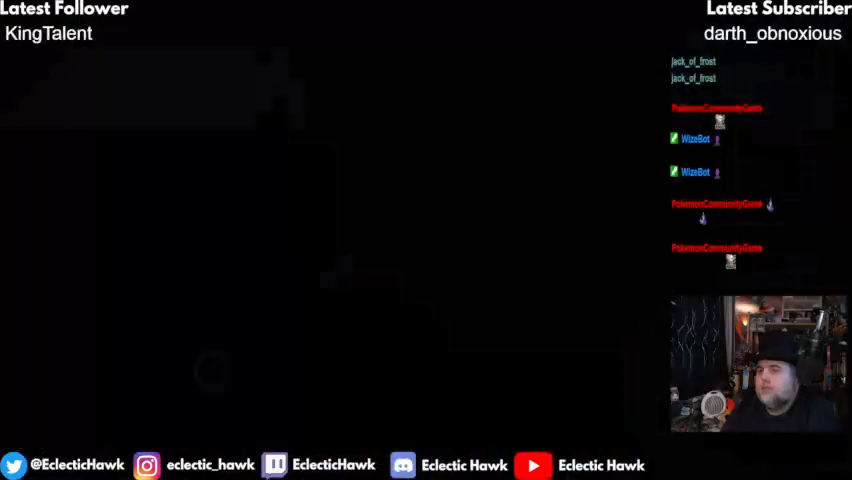 Latest Follower
KingTalent
Latest Subscriber
darth_obnoxious
jack_of_frost
jack_of_frost
PokemonCommunityGame
WizeBot
WizeBot
PokemonCommunityGame
PokemonCommunityGame
@EclecticHawk
eclectic_hawk
EclecticHawk
Eclectic Hawk
Eclectic Hawk